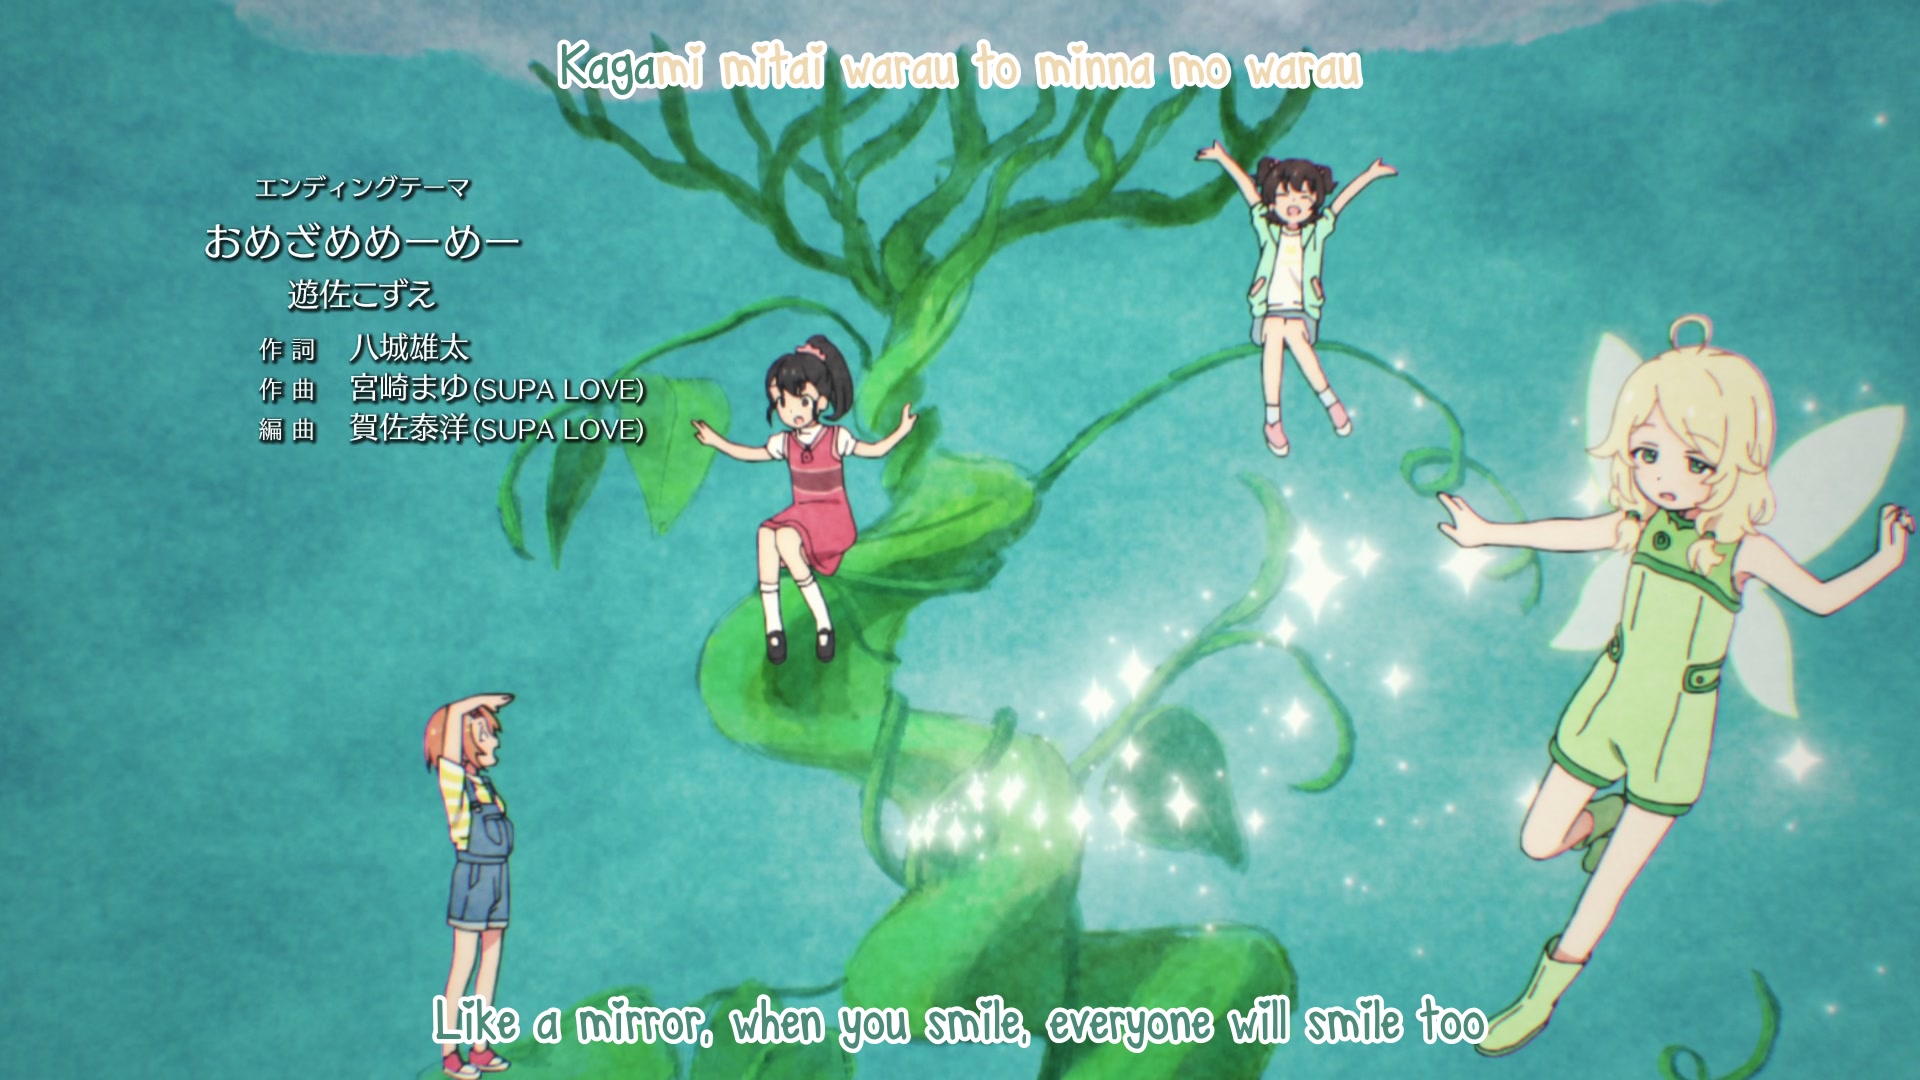 Kagami mitai warau to minna mo warau
エンディングテーマ
おめざめめーめー
遊佐こずえ
作詞 八城雄太
作曲 宮崎まゆ(SUPA LOVE)
編曲 賀佐泰洋(SUPA LOVE)
Like a mirror, when you smile, everyone will smile too